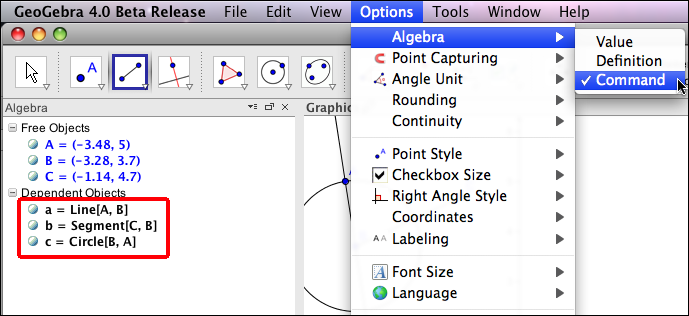 GeoGebra 4.0 Beta Release File Edit View Options Tools Window Help
Algebra
Point Capturing
Angle Unit
Rounding
Continuity
Point Style
Checkbox Size
Right Angle Style
Coordinates
AA Labeling
A Font Size
Language
Value
Definition
✓ Command
A
Algebra
Graphic
Free Objects
A = (-3.48, 5)
B = (-3.28, 3.7)
C = (-1.14, 4.7)
Dependent Objects
a = Line[A, B]
b = Segment[C, B]
c = Circle[B, A]